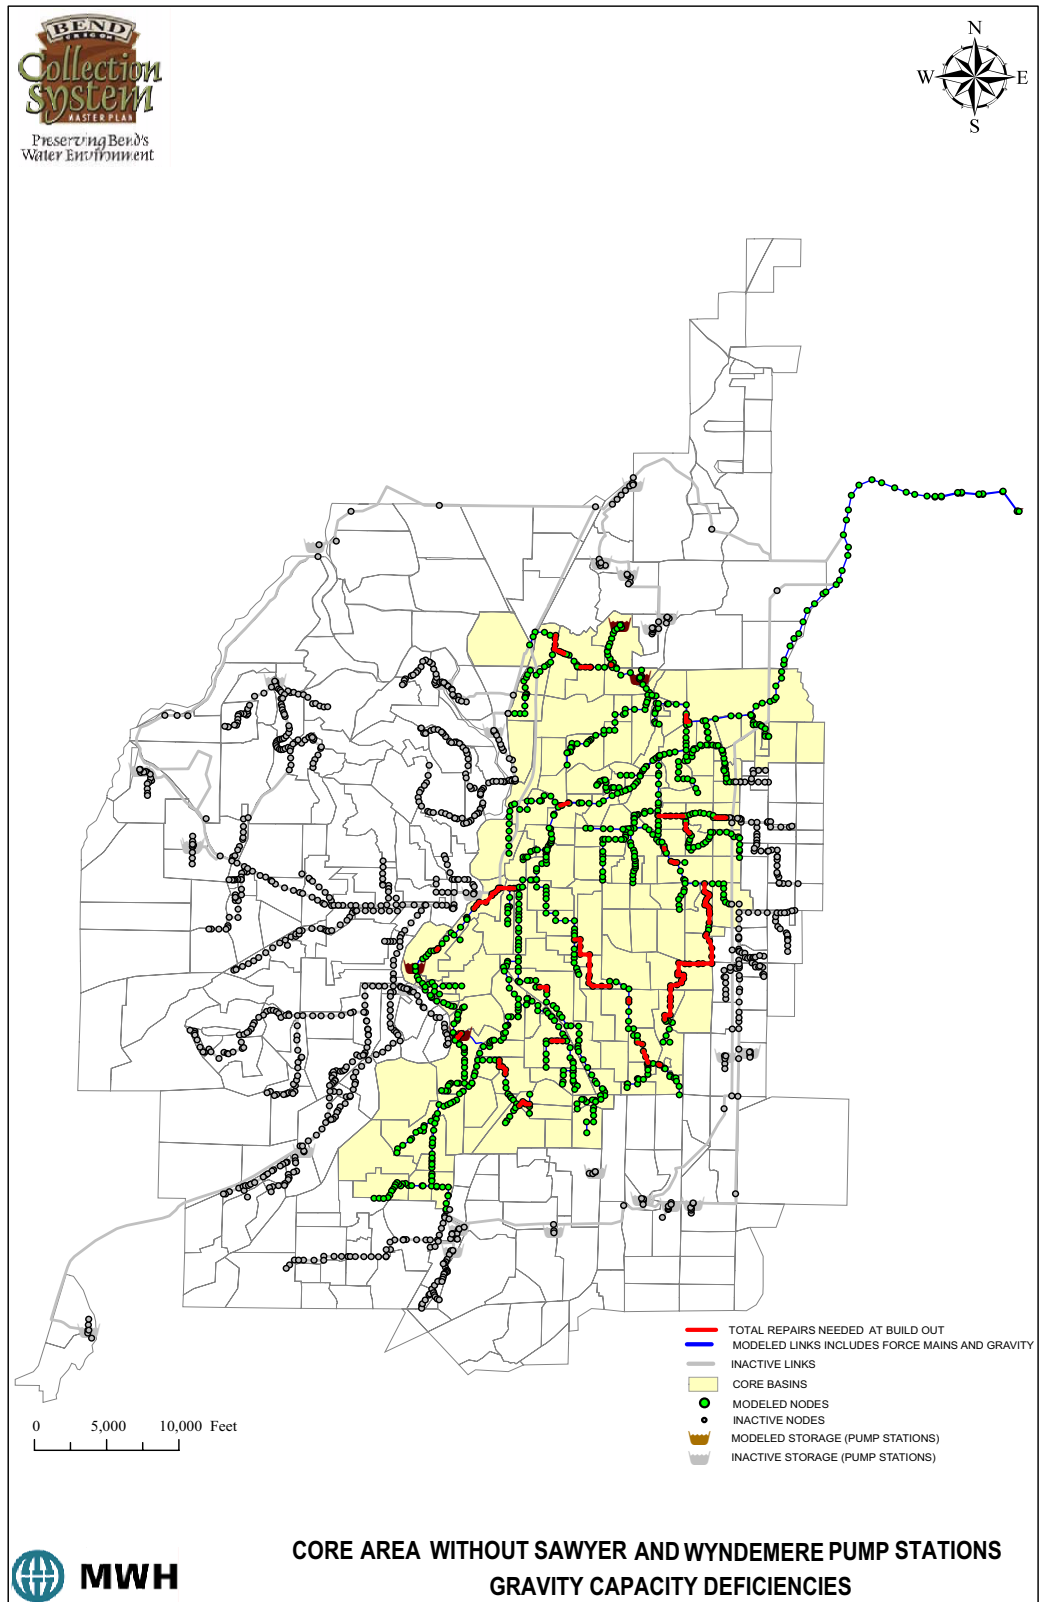 BEND
OREGON
Collection
System
MASTER PLAN
Preserving Bend's
Water Environment
N
W E
S
TOTAL REPAIRS NEEDED AT BUILD OUT
MODELED LINKS INCLUDES FORCE MAINS AND GRAVITY
INACTIVE LINKS
CORE BASINS
MODELED NODES
INACTIVE NODES
MODELED STORAGE (PUMP STATIONS)
INACTIVE STORAGE (PUMP STATIONS)
0 5,000 10,000 Feet
MWH
CORE AREA WITHOUT SAWYER AND WYNDEMERE PUMP STATIONS
GRAVITY CAPACITY DEFICIENCIES